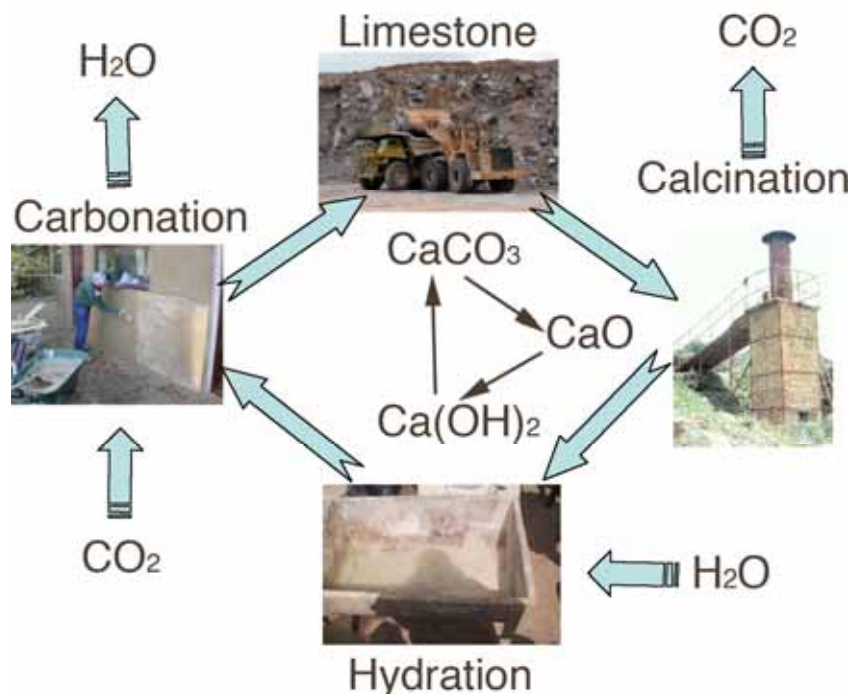 Limestone
CO₂
H₂O
Calcination
Carbonation
CaCO₃
CaO
Ca(OH)₂
CO₂
H₂O
Hydration